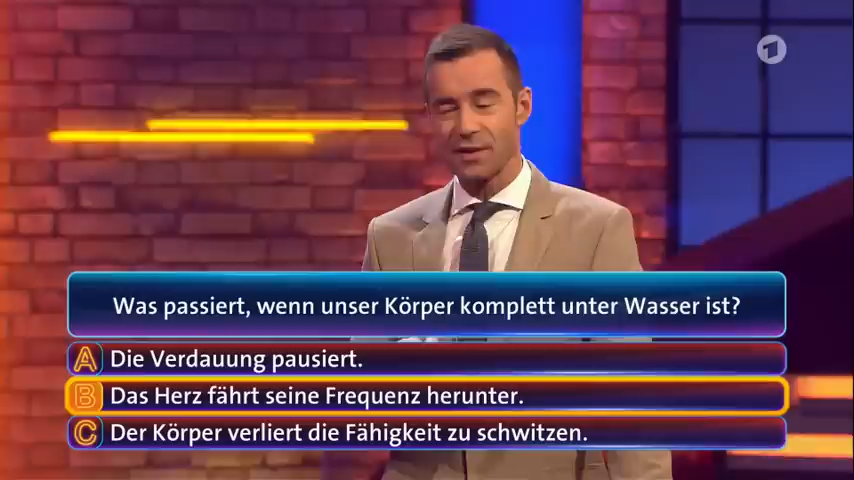 1
Was passiert, wenn unser Körper komplett unter Wasser ist?
A Die Verdauung pausiert.
B Das Herz fährt seine Frequenz herunter.
C Der Körper verliert die Fähigkeit zu schwitzen.